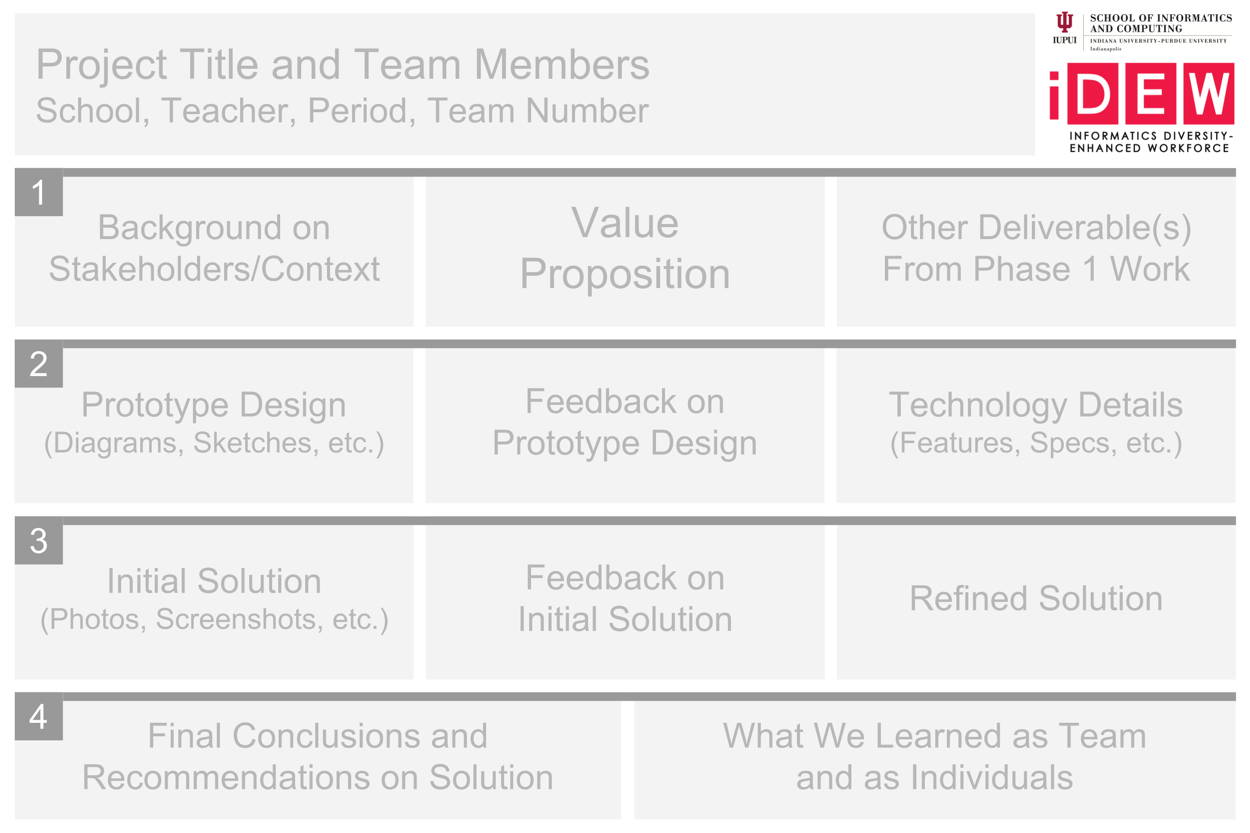 Project Title and Team Members
School, Teacher, Period, Team Number
IUPUI
SCHOOL OF INFORMATICS
AND COMPUTING
INDIANA UNIVERSITY-PURDUE UNIVERSITY
Indianapolis
iDEW
INFORMATICS DIVERSITY-
ENHANCED WORKFORCE
1
Background on
Stakeholders/Context
Value
Proposition
Other Deliverable(s)
From Phase 1 Work
2
Prototype Design
(Diagrams, Sketches, etc.)
Feedback on
Prototype Design
Technology Details
(Features, Specs, etc.)
3
Initial Solution
(Photos, Screenshots, etc.)
Feedback on
Initial Solution
Refined Solution
4
Final Conclusions and
Recommendations on Solution
What We Learned as Team
and as Individuals